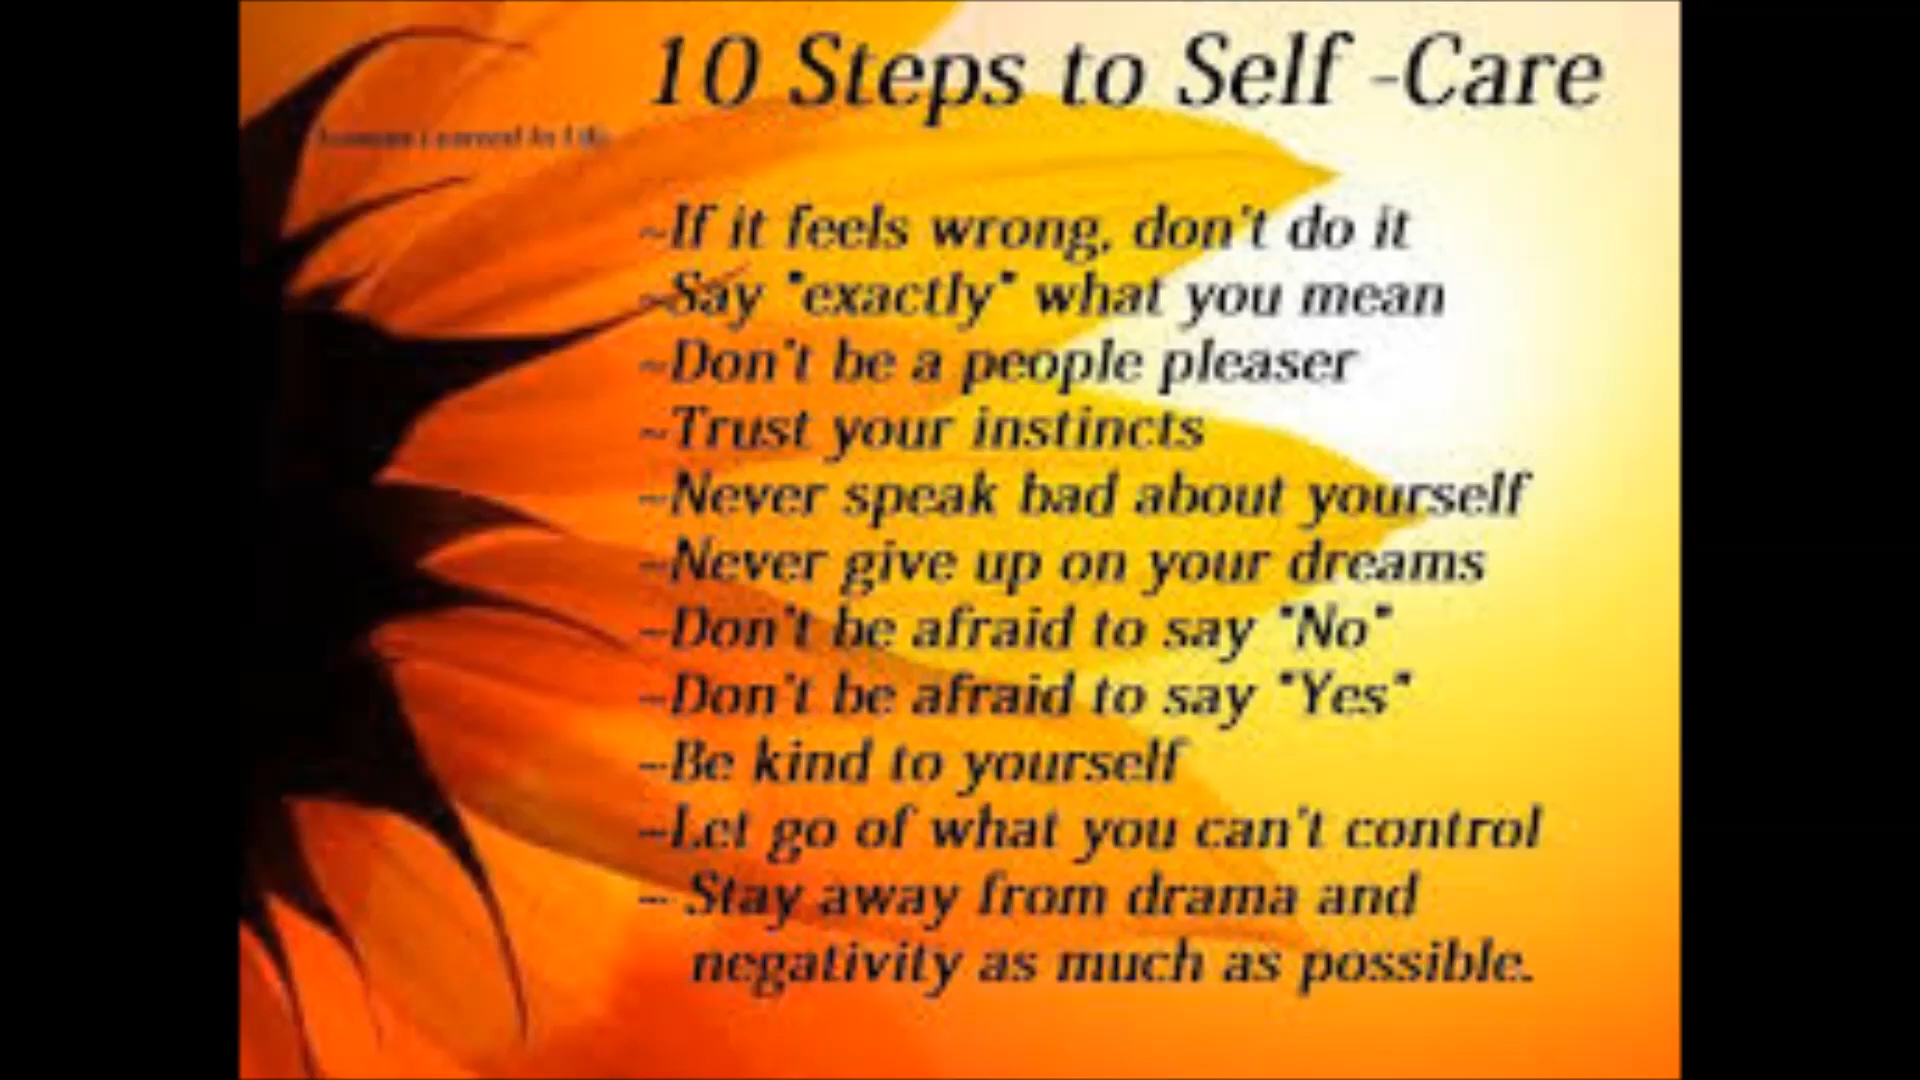 10 Steps to Self -Care
~If it feels wrong, don't do it
~Say "exactly" what you mean
~Don't be a people pleaser
~Trust your instincts
~Never speak bad about yourself
~Never give up on your dreams
~Don't be afraid to say "No"
~Don't be afraid to say "Yes"
~Be kind to yourself
~Let go of what you can't control
~ Stay away from drama and
negativity as much as possible.